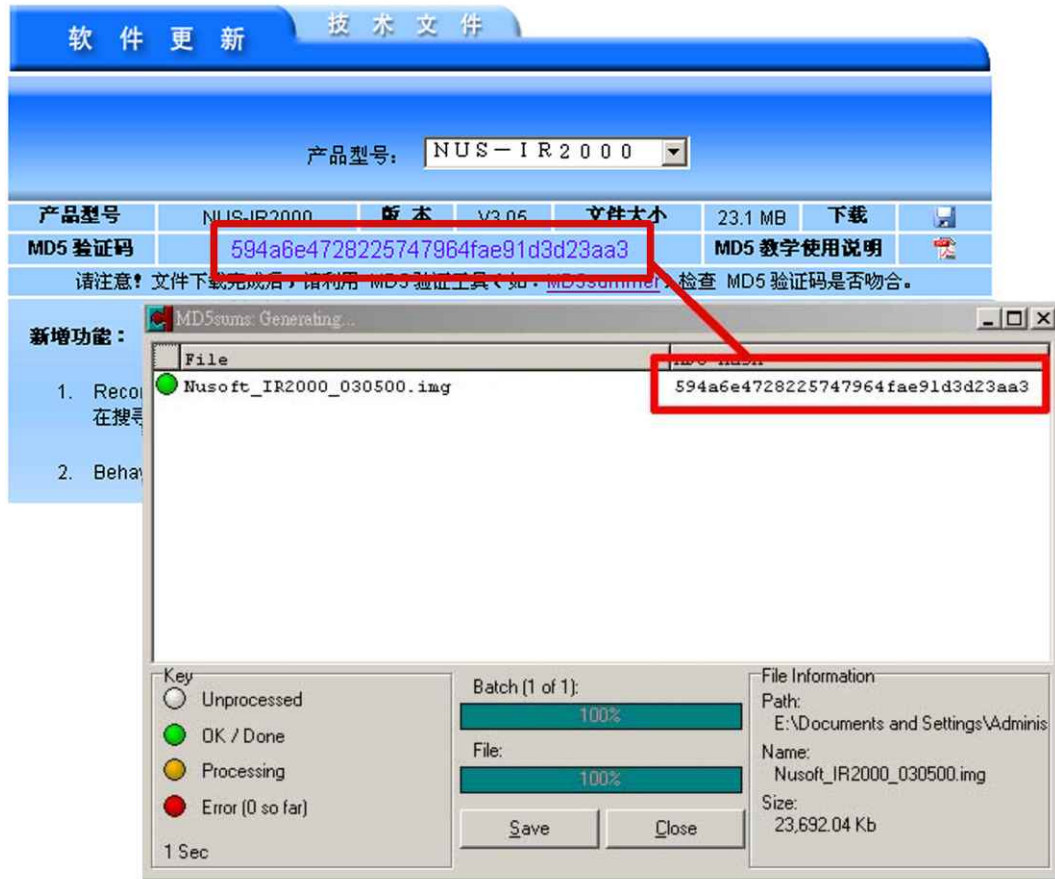 软件更新
技术文件
产品型号: NUS-IR2000
产品型号 NUS-IR2000 版本 V3.05 文件大小 23.1 MB 下载
MD5 验证码 594a6e4728225747964fae91d3d23aa3 MD5 教学使用说明
请注意! 文件下载完成后,请利用 MD5 验证工具(如:MD5summer),检查 MD5 验证码是否吻合。
新增功能:
1. Recor
在搜寻
2. Behav
MD5sums: Generating...
File MD5 Hash
Nusoft_IR2000_030500.img 594a6e4728225747964fae91d3d23aa3
Key
Unprocessed
OK / Done
Processing
Error (0 so far)
1 Sec
Batch (1 of 1):
100%
File:
100%
Save Close
File Information
Path:
E:\Documents and Settings\Adminis
Name:
Nusoft_IR2000_030500.img
Size:
23,692.04 Kb